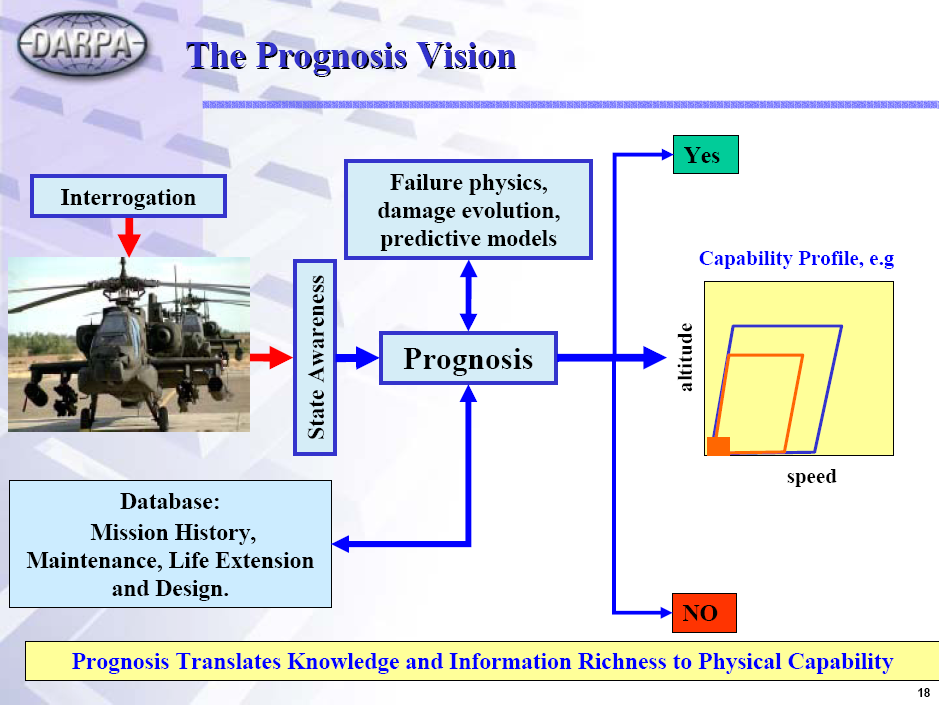 DARPA
The Prognosis Vision
Interrogation
Failure physics,
damage evolution,
predictive models
Yes
State Awareness
Prognosis
Capability Profile, e.g
altitude
speed
Database:
Mission History,
Maintenance, Life Extension
and Design.
NO
Prognosis Translates Knowledge and Information Richness to Physical Capability
18